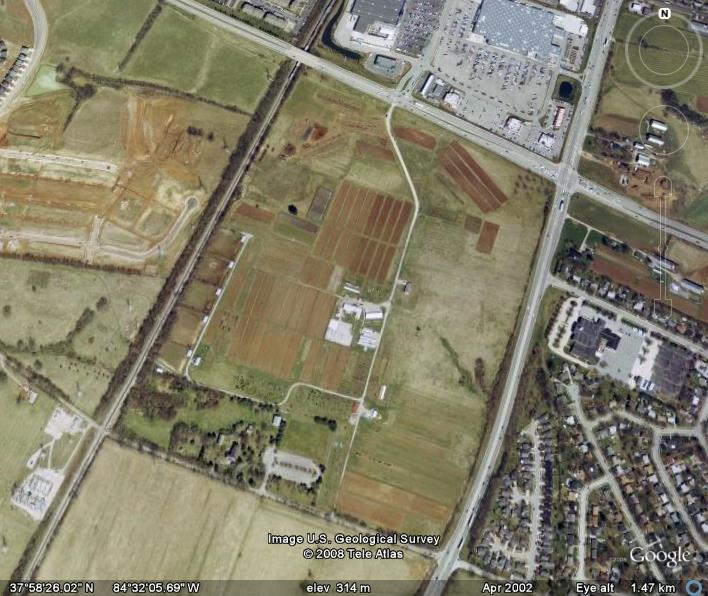 N
Image U.S. Geological Survey
© 2008 Tele Atlas
Google
37°58'26.02" N 84°32'05.69" W elev 314 m Apr 2002 Eye alt 1.47 km